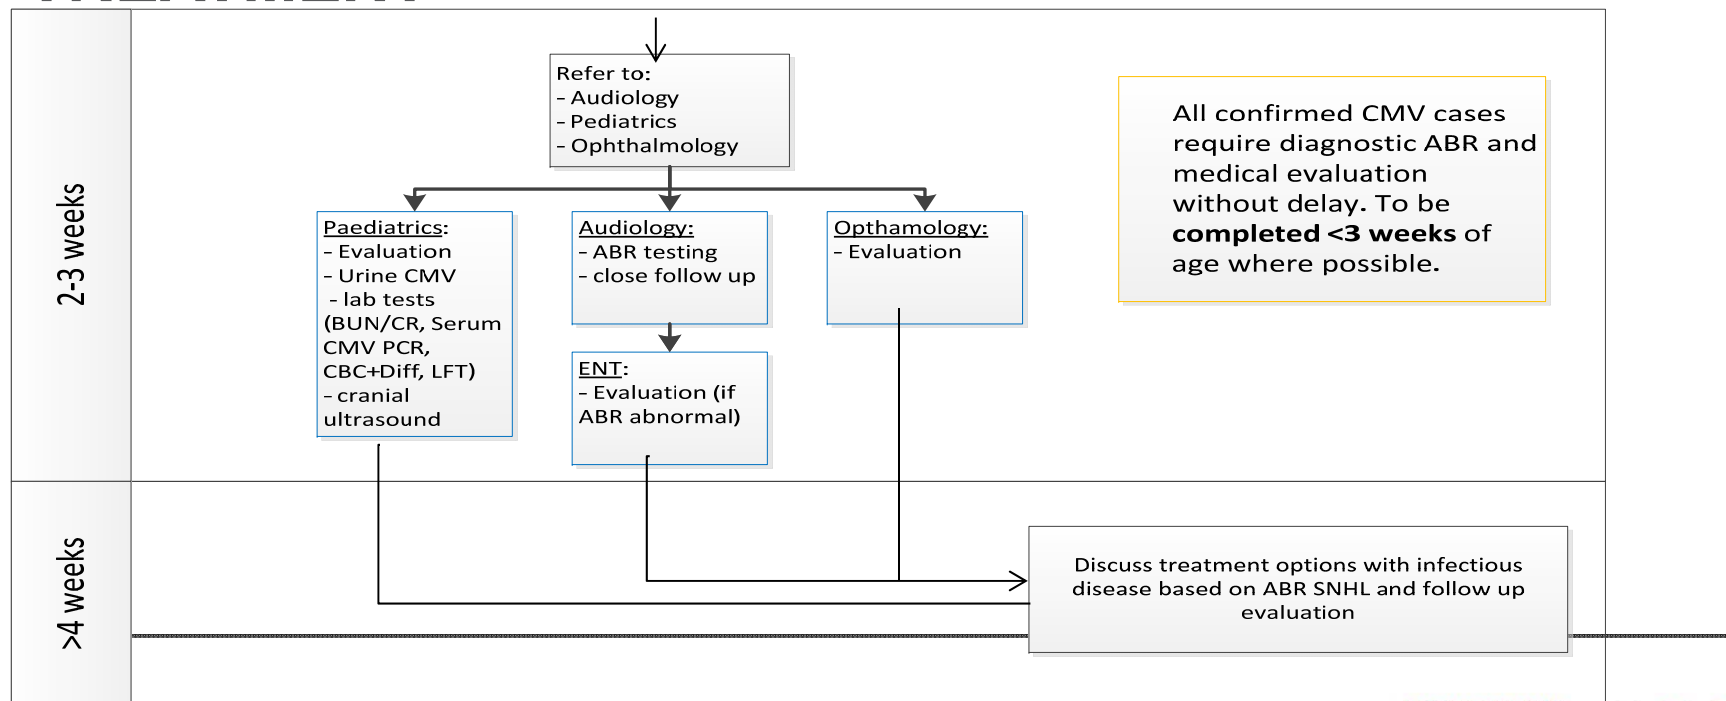 2-3 weeks
Refer to:
- Audiology
- Pediatrics
- Ophthalmology
All confirmed CMV cases
require diagnostic ABR and
medical evaluation
without delay. To be
completed <3 weeks of
age where possible.
Paediatrics:
- Evaluation
- Urine CMV
- lab tests
(BUN/CR, Serum
CMV PCR,
CBC+Diff, LFT)
- cranial
ultrasound
Audiology:
- ABR testing
- close follow up
Opthamology:
- Evaluation
ENT:
- Evaluation (if
ABR abnormal)
>4 weeks
Discuss treatment options with infectious
disease based on ABR SNHL and follow up
evaluation